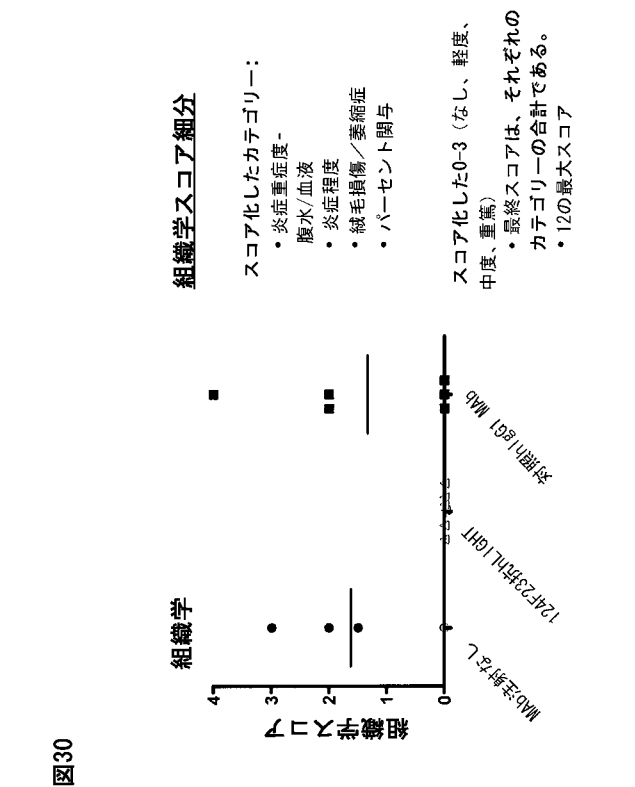 図30
組織学
組織学スコア
4
3
2
1
0
MAb注射なし
124F23抗hLIGHT
対照hIgG1 MAb
組織学スコア細分
スコア化したカテゴリー:
• 炎症重症度-
腹水/血液
• 炎症程度
• 絨毛損傷/萎縮症
• パーセント関与
スコア化した0-3（なし、軽度、
中度、重篤）
• 最終スコアは、それぞれの
カテゴリーの合計である。
• 12の最大スコア